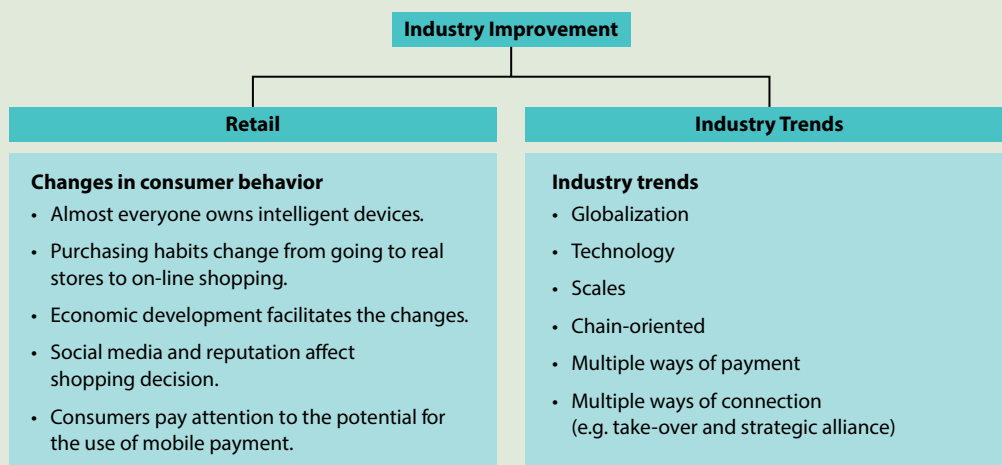 Industry Improvement
Retail
Changes in consumer behavior
• Almost everyone owns intelligent devices.
• Purchasing habits change from going to real
stores to on-line shopping.
• Economic development facilitates the changes.
• Social media and reputation affect
shopping decision.
• Consumers pay attention to the potential for
the use of mobile payment.
Industry Trends
Industry trends
• Globalization
• Technology
• Scales
• Chain-oriented
• Multiple ways of payment
• Multiple ways of connection
(e.g. take-over and strategic alliance)